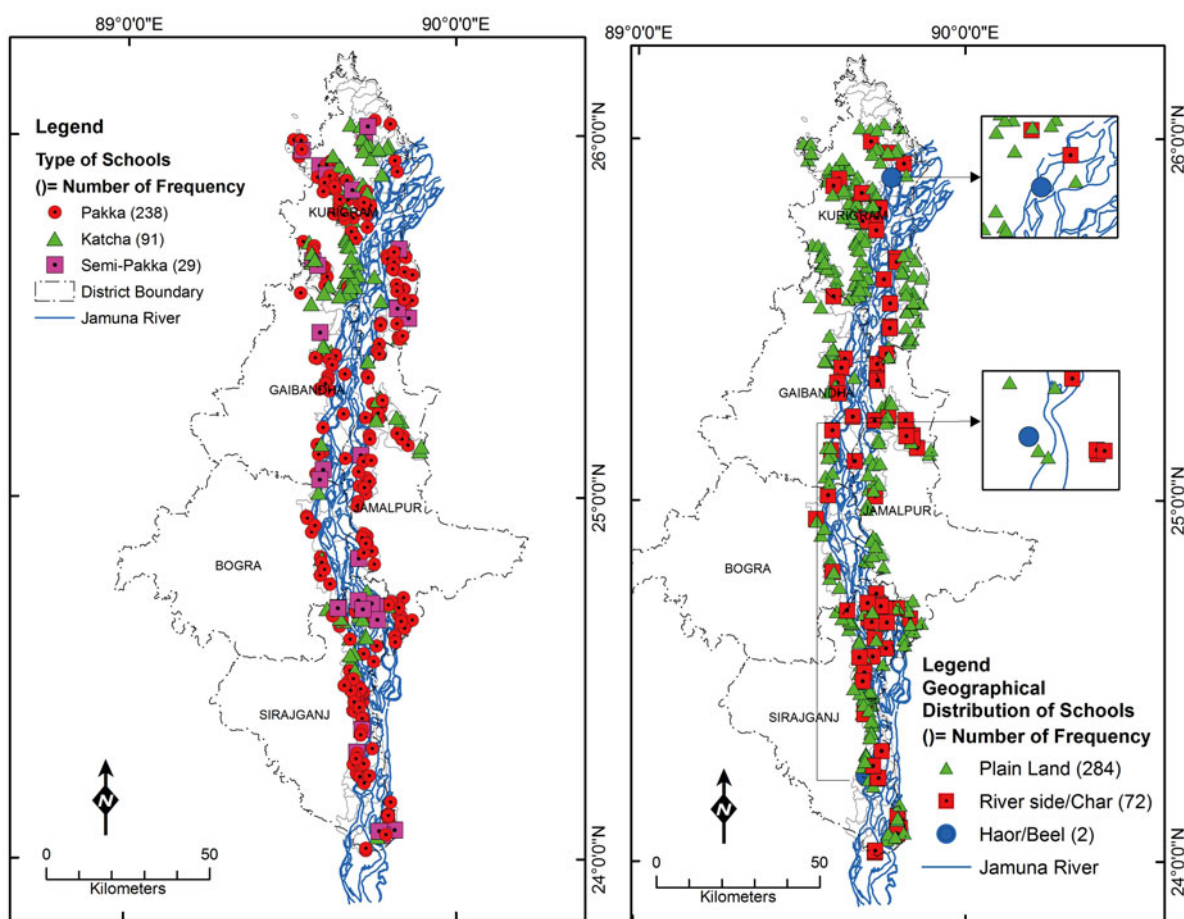 89°0'0"E
90°0'0"E
Legend
Type of Schools
()= Number of Frequency
Pakka (238)
Katcha (91)
Semi-Pakka (29)
District Boundary
Jamuna River
KURIGRAM
GAIBANDHA
JAMALPUR
BOGRA
SIRAJGANJ
N
0
50
Kilometers
26°0'0"N
25°0'0"N
24°0'0"N
89°0'0"E
90°0'0"E
KURIGRAM
GAIBANDHA
JAMALPUR
BOGRA
SIRAJGANJ
Legend
Geographical
Distribution of Schools
()= Number of Frequency
Plain Land (284)
River side/Char (72)
Haor/Beel (2)
Jamuna River
N
0
50
Kilometers
26°0'0"N
25°0'0"N
24°0'0"N